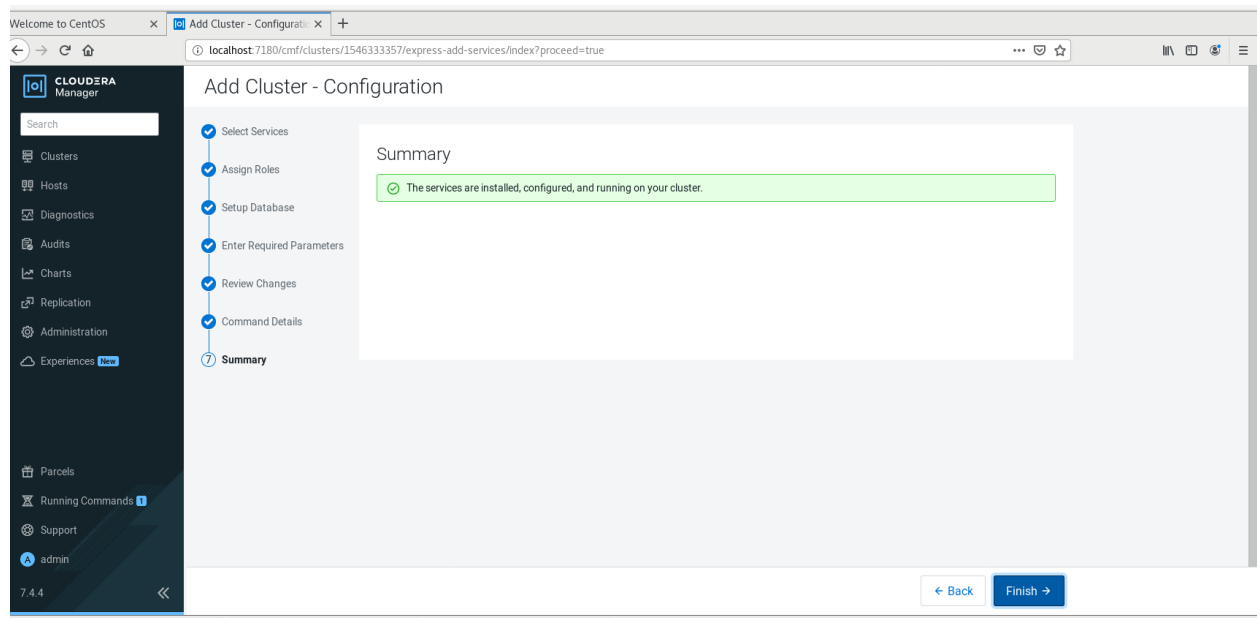 Welcome to CentOS
Add Cluster - Configuratio
localhost:7180/cmf/clusters/1546333357/express-add-services/index?proceed=true
CLOUDERA
Manager
Search
Clusters
Hosts
Diagnostics
Audits
Charts
Replication
Administration
Experiences New
Parcels
Running Commands 1
Support
A admin
7.4.4
Add Cluster - Configuration
Select Services
Assign Roles
Setup Database
Enter Required Parameters
Review Changes
Command Details
7 Summary
Summary
The services are installed, configured, and running on your cluster.
← Back
Finish →